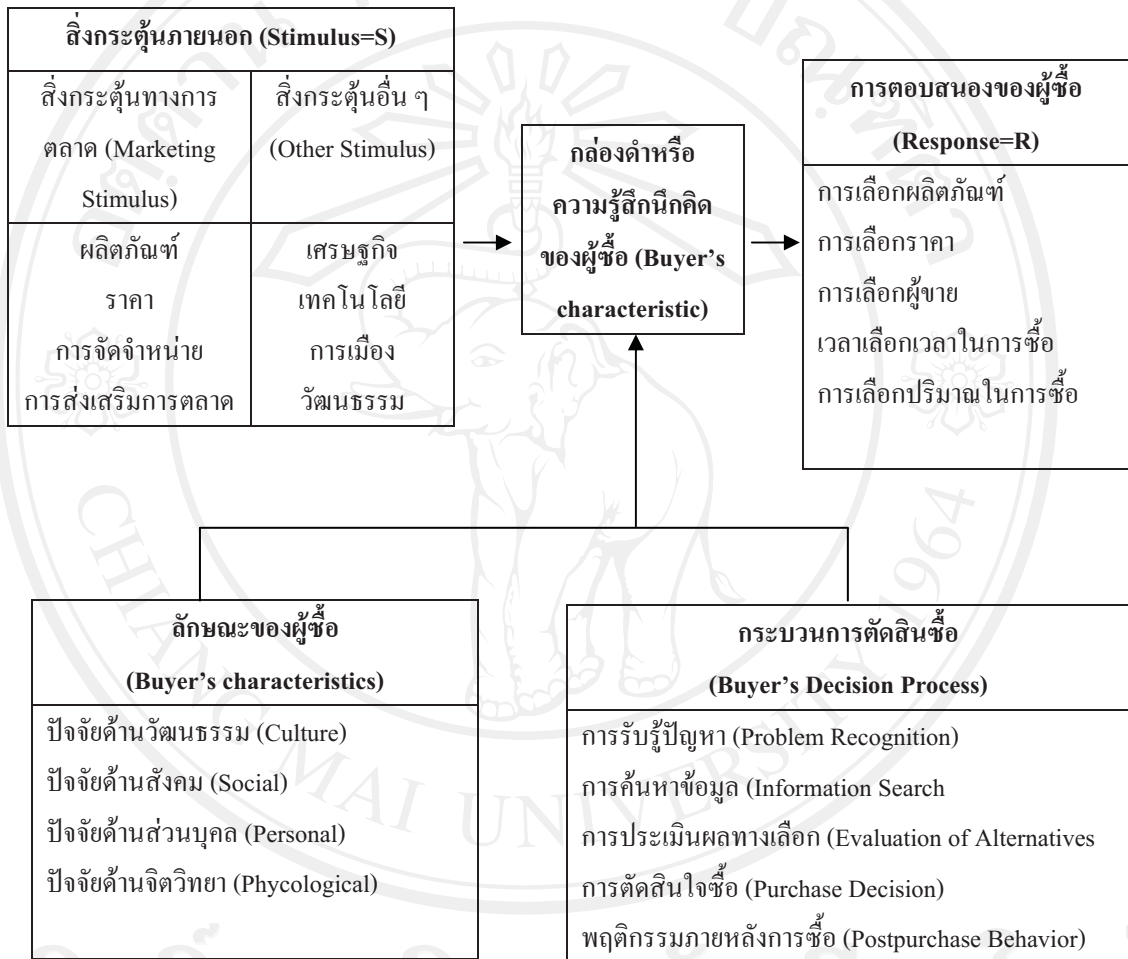 สิ่งกระตุ้นภายนอก (Stimulus=S)
สิ่งกระตุ้นทางการ
ตลาด (Marketing
Stimulus)
สิ่งกระตุ้นอื่น ๆ
(Other Stimulus)
ผลิตภัณฑ์
ราคา
การจัดจำหน่าย
การส่งเสริมการตลาด
เศรษฐกิจ
เทคโนโลยี
การเมือง
วัฒนธรรม
กล่องดำหรือ
ความรู้สึกนึกคิด
ของผู้ซื้อ (Buyer's
characteristic)
การตอบสนองของผู้ซื้อ
(Response=R)
การเลือกผลิตภัณฑ์
การเลือกราคา
การเลือกผู้ขาย
เวลาเลือกเวลาในการซื้อ
การเลือกปริมาณในการซื้อ
ลักษณะของผู้ซื้อ
(Buyer’s characteristics)
ปัจจัยด้านวัฒนธรรม (Culture)
ปัจจัยด้านสังคม (Social)
ปัจจัยด้านส่วนบุคล (Personal)
ปัจจัยด้านจิตวิทยา (Phycological)
กระบวนการตัดสินซื้อ
(Buyer’s Decision Process)
การรับรู้ปัญหา (Problem Recognition)
การค้นหาข้อมูล (Information Search
การประเมินผลทางเลือก (Evaluation of Alternatives
การตัดสินใจซื้อ (Purchase Decision)
พฤติกรรมภายหลังการซื้อ (Postpurchase Behavior)
CHIANG MAI UNIVERSITY 1964